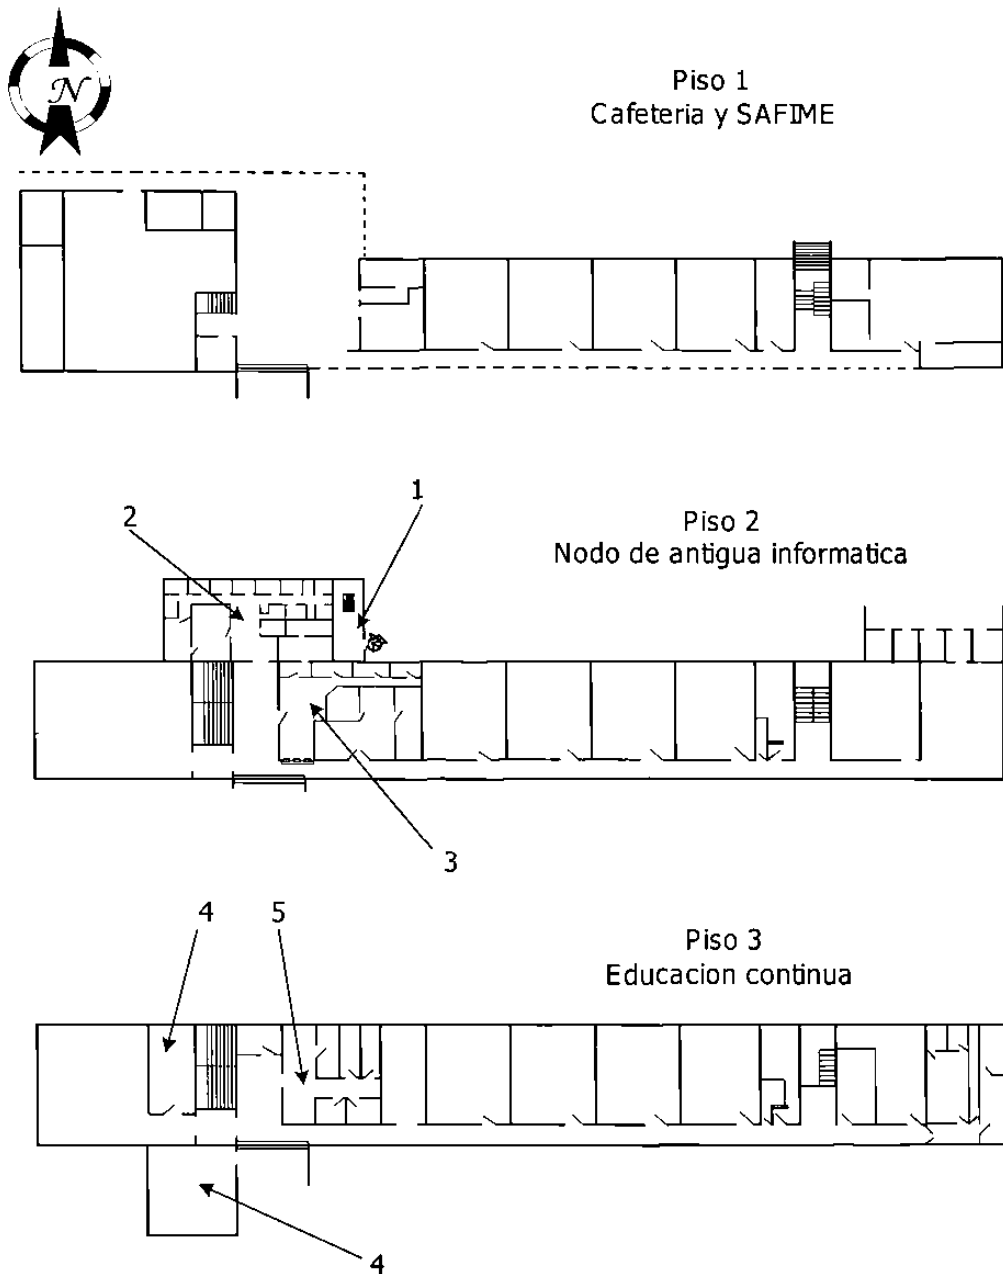 N
Piso 1
Cafeteria y SAFIME
1
2
Piso 2
Nodo de antigua informatica
3
4
5
Piso 3
Educacion continua
4